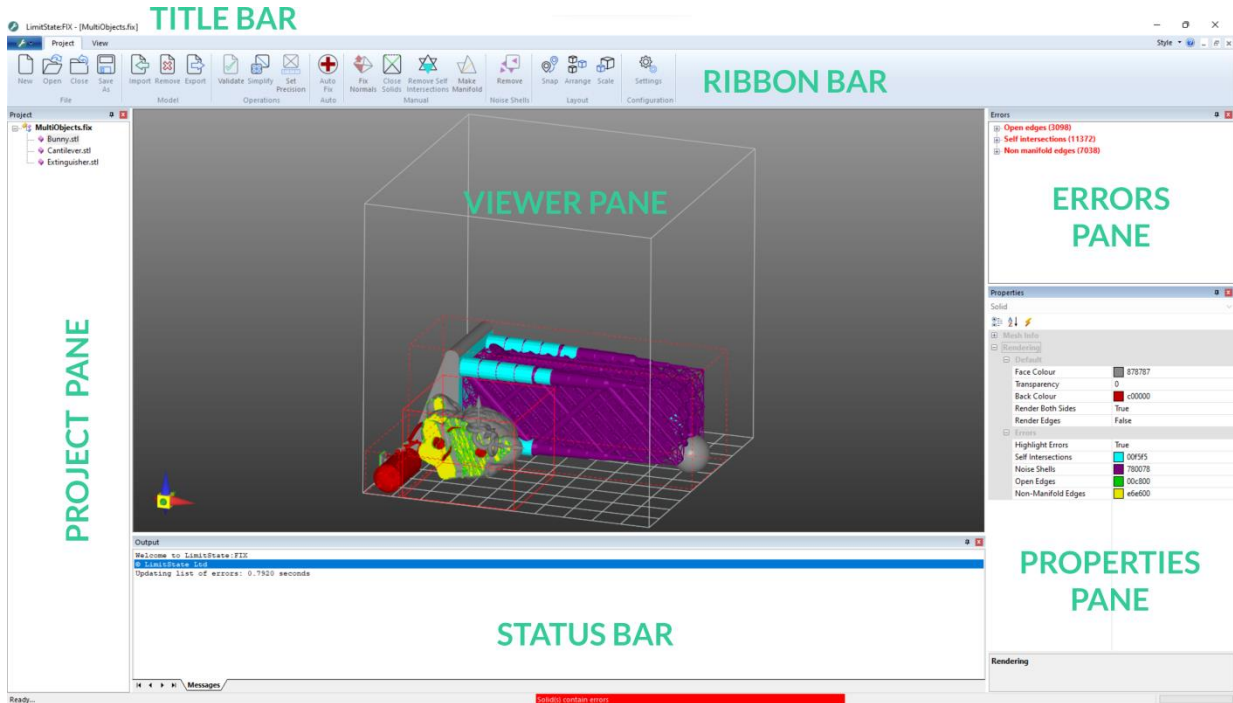 LimitState:FIX - [MultiObjects.fix]
TITLE BAR
Project View
Style
New Open Close Save As
Import Remove Export
Validate Simplify Set Precision
Auto Fix
Fix Normals Close Solids Remove Self Intersections Make Manifold
Remove
Snap Arrange Scale
Settings
File Model Operations Auto Manual Noise Shells Layout Configuration
RIBBON BAR
Project
MultiObjects.fix
Bunny.stl
Cantilever.stl
Extinguisher.stl
PROJECT PANE
VIEWER PANE
Errors
Open edges (3098)
Self intersections (11372)
Non manifold edges (7038)
ERRORS
PANE
Properties
Solid
Mesh Info
Rendering
Default
Face Colour 878787
Transparency 0
Back Colour c00000
Render Both Sides True
Render Edges False
Errors
Highlight Errors True
Self Intersections 00f5f5
Noise Shells 780078
Open Edges 00c800
Non-Manifold Edges e6e600
PROPERTIES
PANE
Rendering
Output
Welcome to LimitState:FIX
© LimitState Ltd
Updating list of errors: 0.7920 seconds
STATUS BAR
Messages
Ready...
Solid(s) contain errors